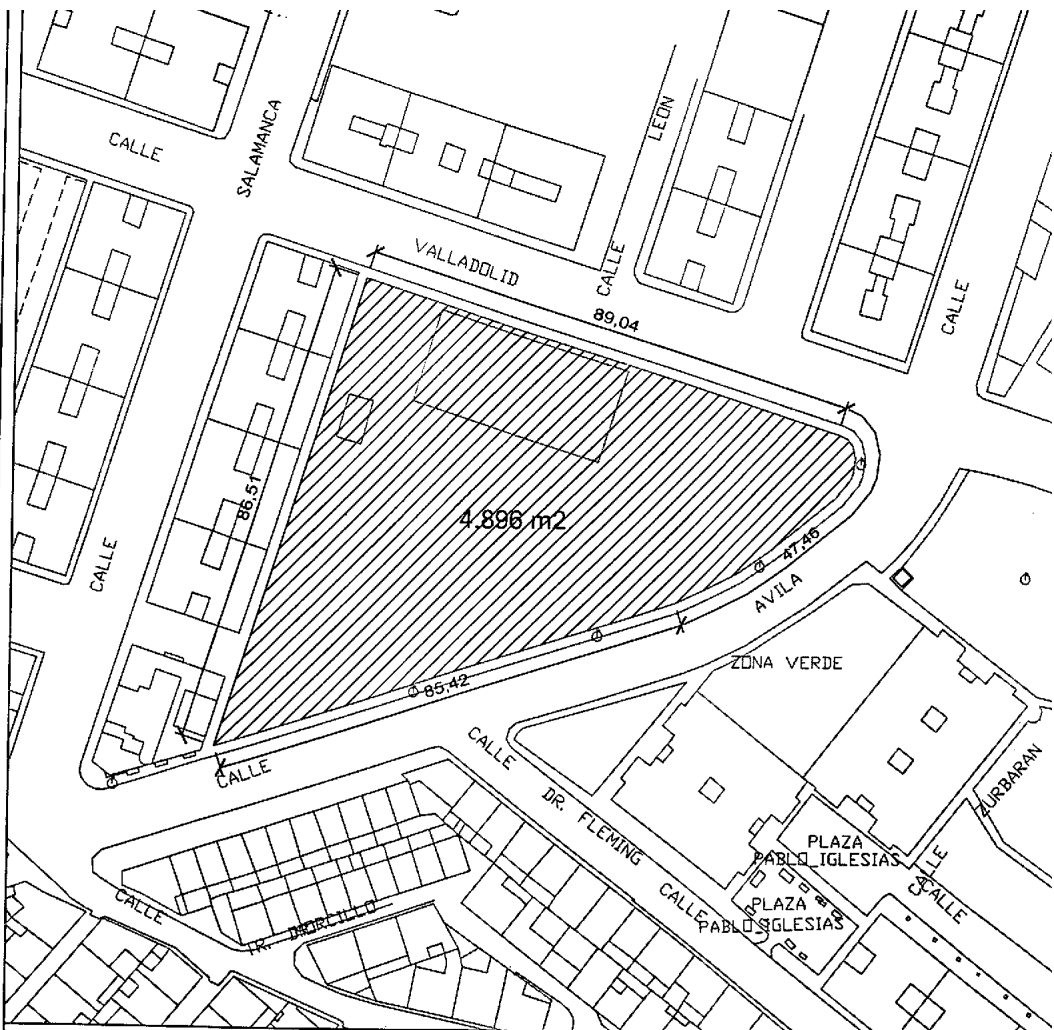 CALLE
SALAMANCA
LEON
CALLE
VALLADOLID
89,04
CALLE
86,51
4,896 m2
47,46
AVILA
CALLE
ZONA VERDE
85,42
CALLE
CALLE
DR. FLEMING
ZURBARAN
PLAZA
PABLO IGLESIAS
CALLE
CALLE
CALLE
PLAZA
PABLO IGLESIAS
CALLE